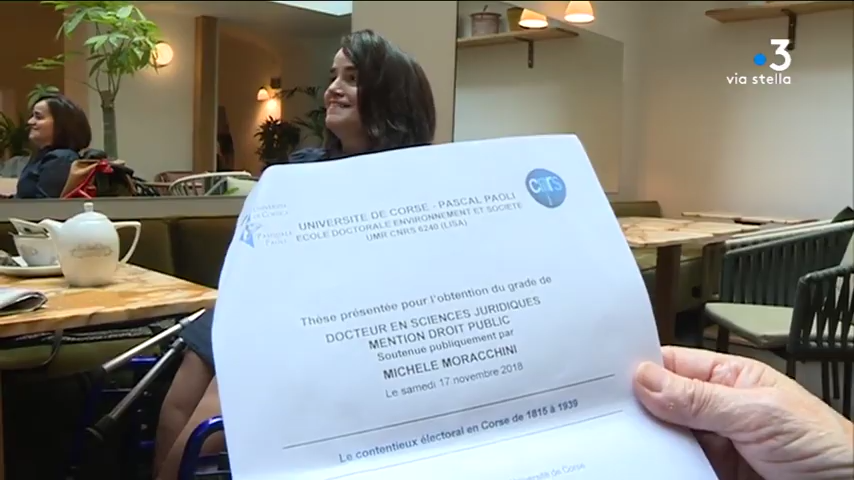 3
via stella
cnrs
UNIVERSITE DE CORSE - PASCAL PAOLI
ECOLE DOCTORALE ENVIRONNEMENT ET SOCIETE
UMR CNRS 6240 (LISA)
Thèse présentée pour l'obtention du grade de
DOCTEUR EN SCIENCES JURIDIQUES
MENTION DROIT PUBLIC
Soutenue publiquement par
MICHELE MORACCHINI
Le samedi 17 novembre 2018
Le contentieux électoral en Corse de 1815 à 1939
de Corse